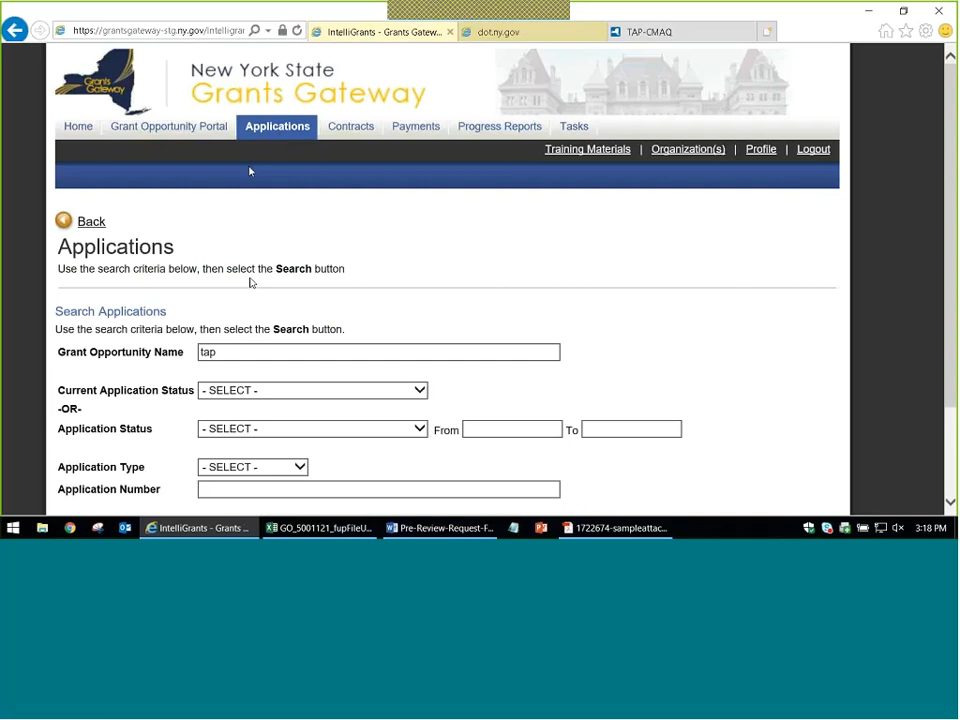 https://grantsgateway-stg.ny.gov/Intelligrar
IntelliGrants - Grants Gatew...
dot.ny.gov
TAP-CMAQ
Grants
Gateway
New York State
Grants Gateway
Home
Grant Opportunity Portal
Applications
Contracts
Payments
Progress Reports
Tasks
Training Materials | Organization(s) | Profile | Logout
Back
Applications
Use the search criteria below, then select the Search button
Search Applications
Use the search criteria below, then select the Search button.
Grant Opportunity Name
tap
Current Application Status
- SELECT -
-OR-
Application Status
- SELECT -
From
To
Application Type
- SELECT -
Application Number
IntelliGrants - Grants ...
GO_5001121_fupFileU...
Pre-Review-Request-F...
1722674-sampleattac...
3:18 PM